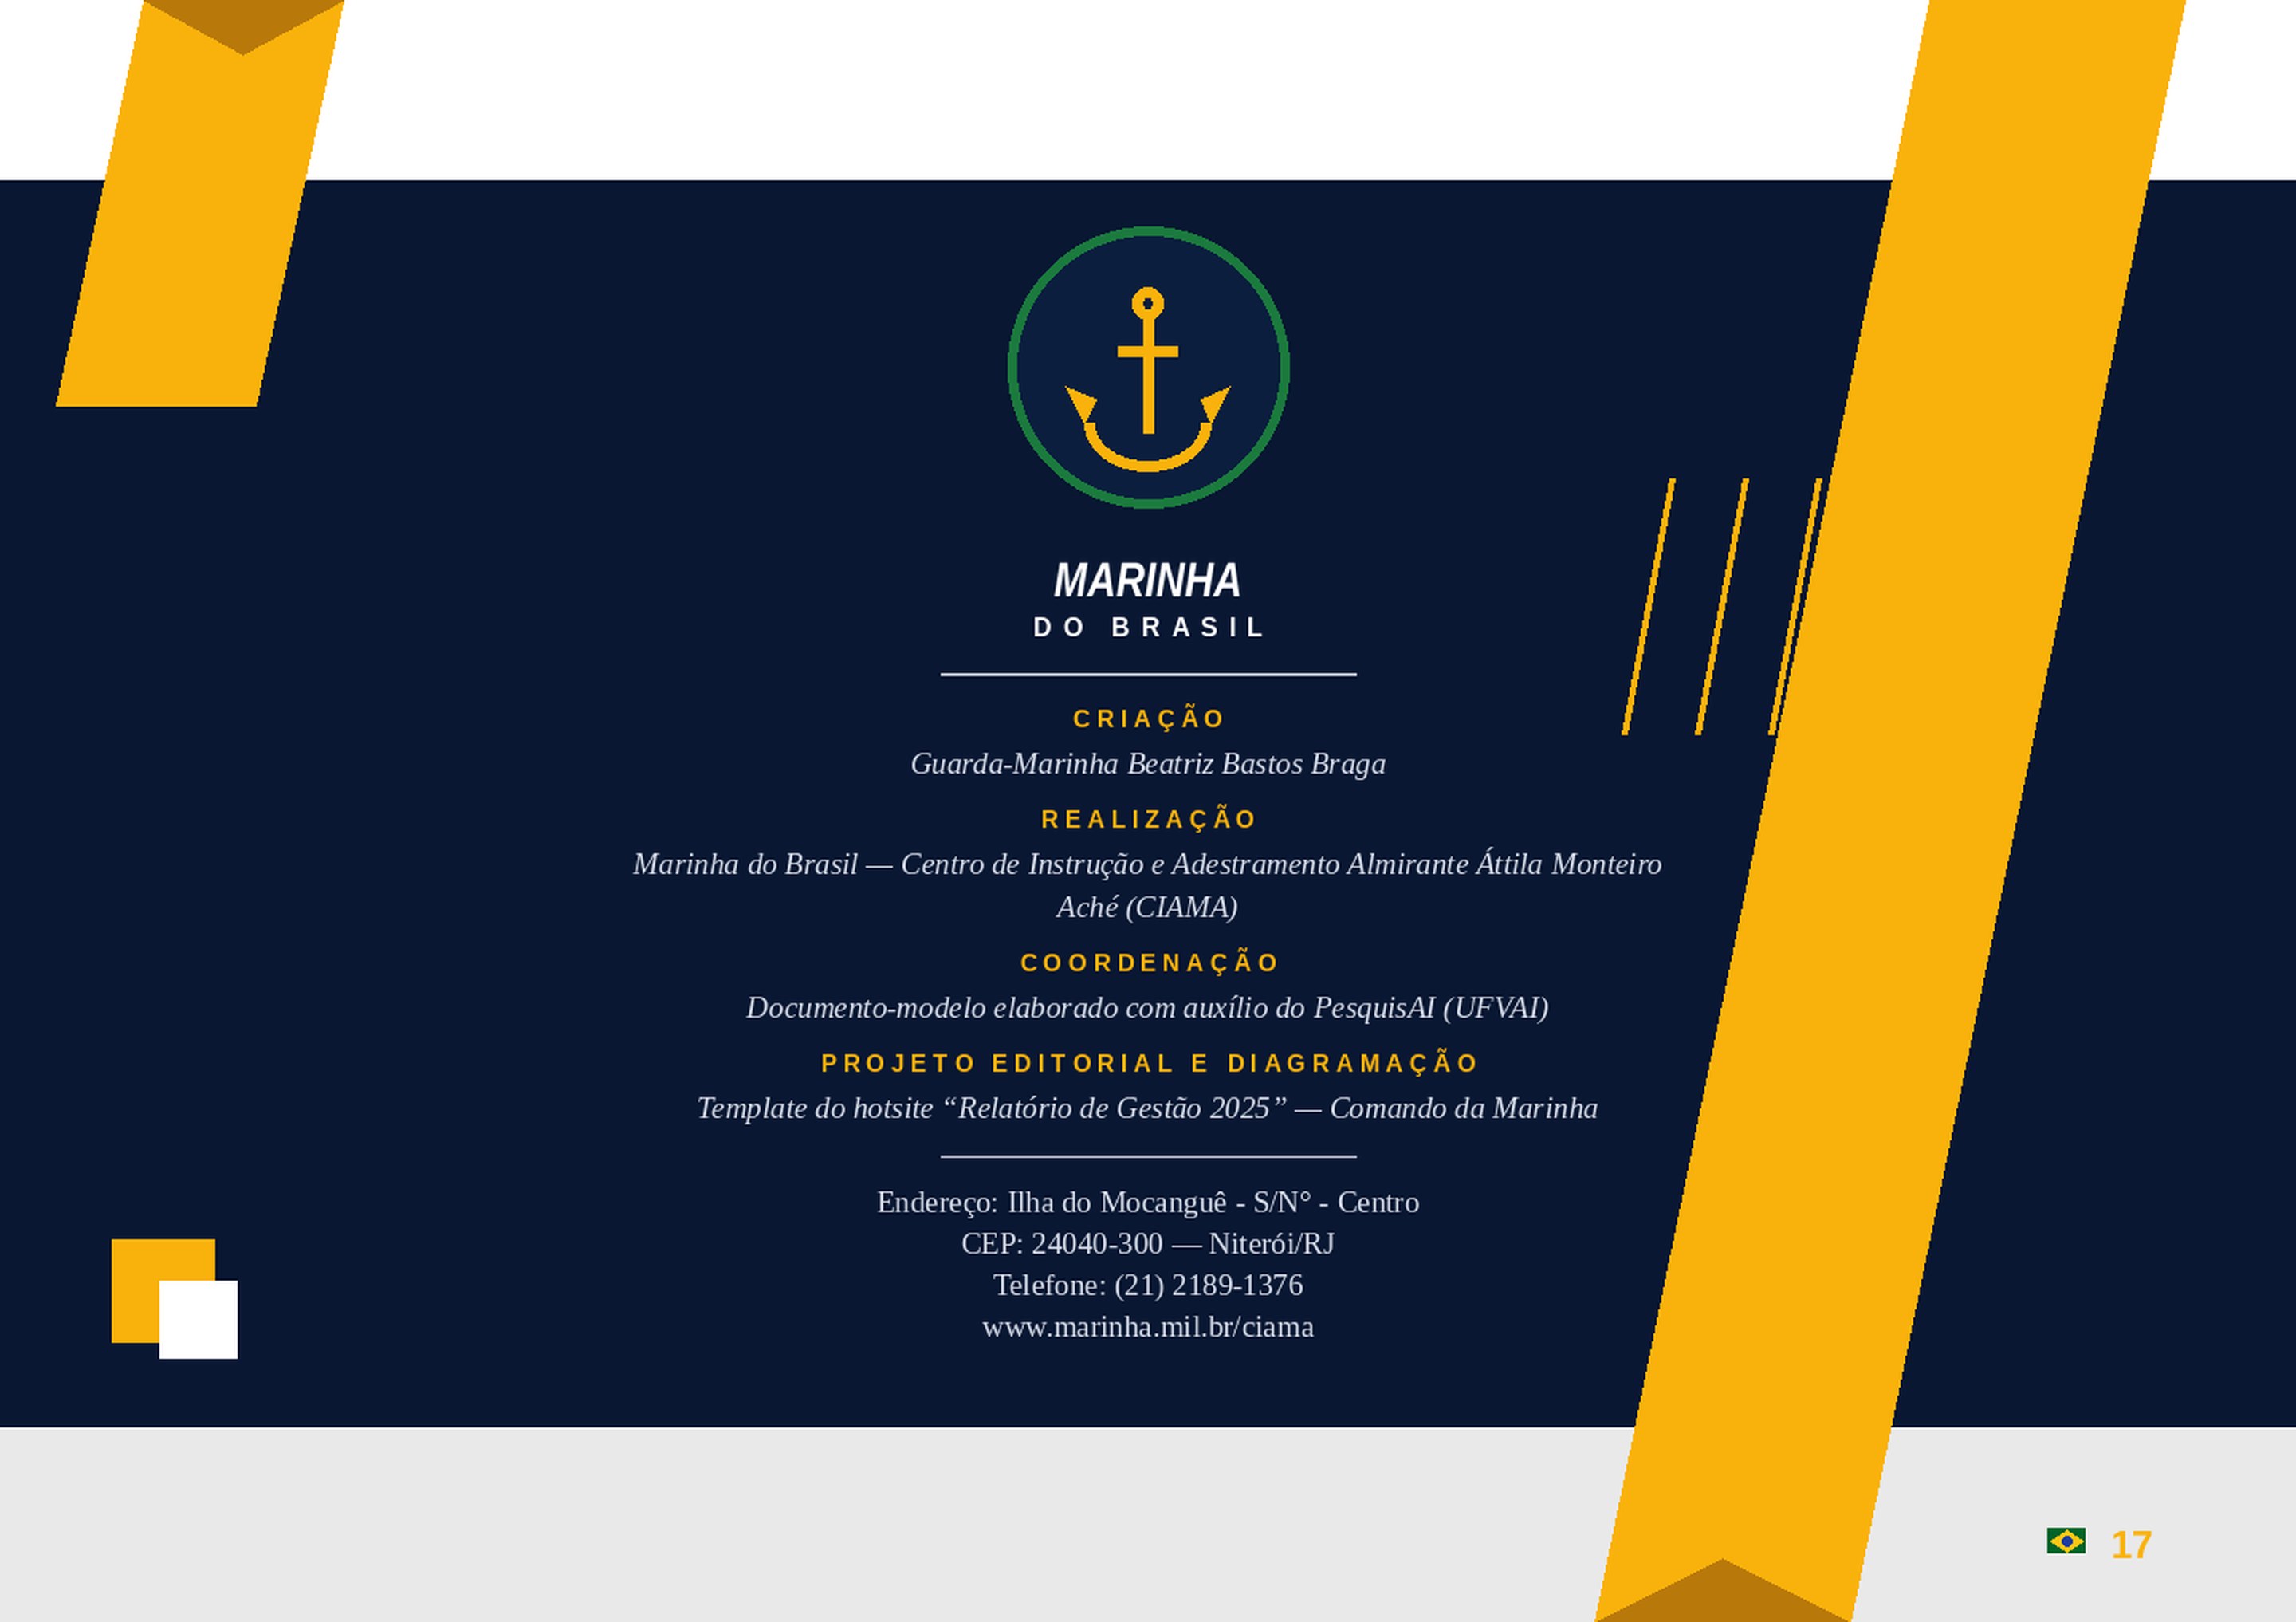 MARINHA
DO BRASIL
CRIAÇÃO
Guarda-Marinha Beatriz Bastos Braga
REALIZAÇÃO
Marinha do Brasil — Centro de Instrução e Adestramento Almirante Áttila Monteiro
Aché (CIAMA)
COORDENAÇÃO
Documento-modelo elaborado com auxílio do PesquisAI (UFVAI)
PROJETO EDITORIAL E DIAGRAMAÇÃO
Template do hotsite “Relatório de Gestão 2025” — Comando da Marinha
Endereço: Ilha do Mocanguê - S/N° - Centro
CEP: 24040-300 — Niterói/RJ
Telefone: (21) 2189-1376
www.marinha.mil.br/ciama
17